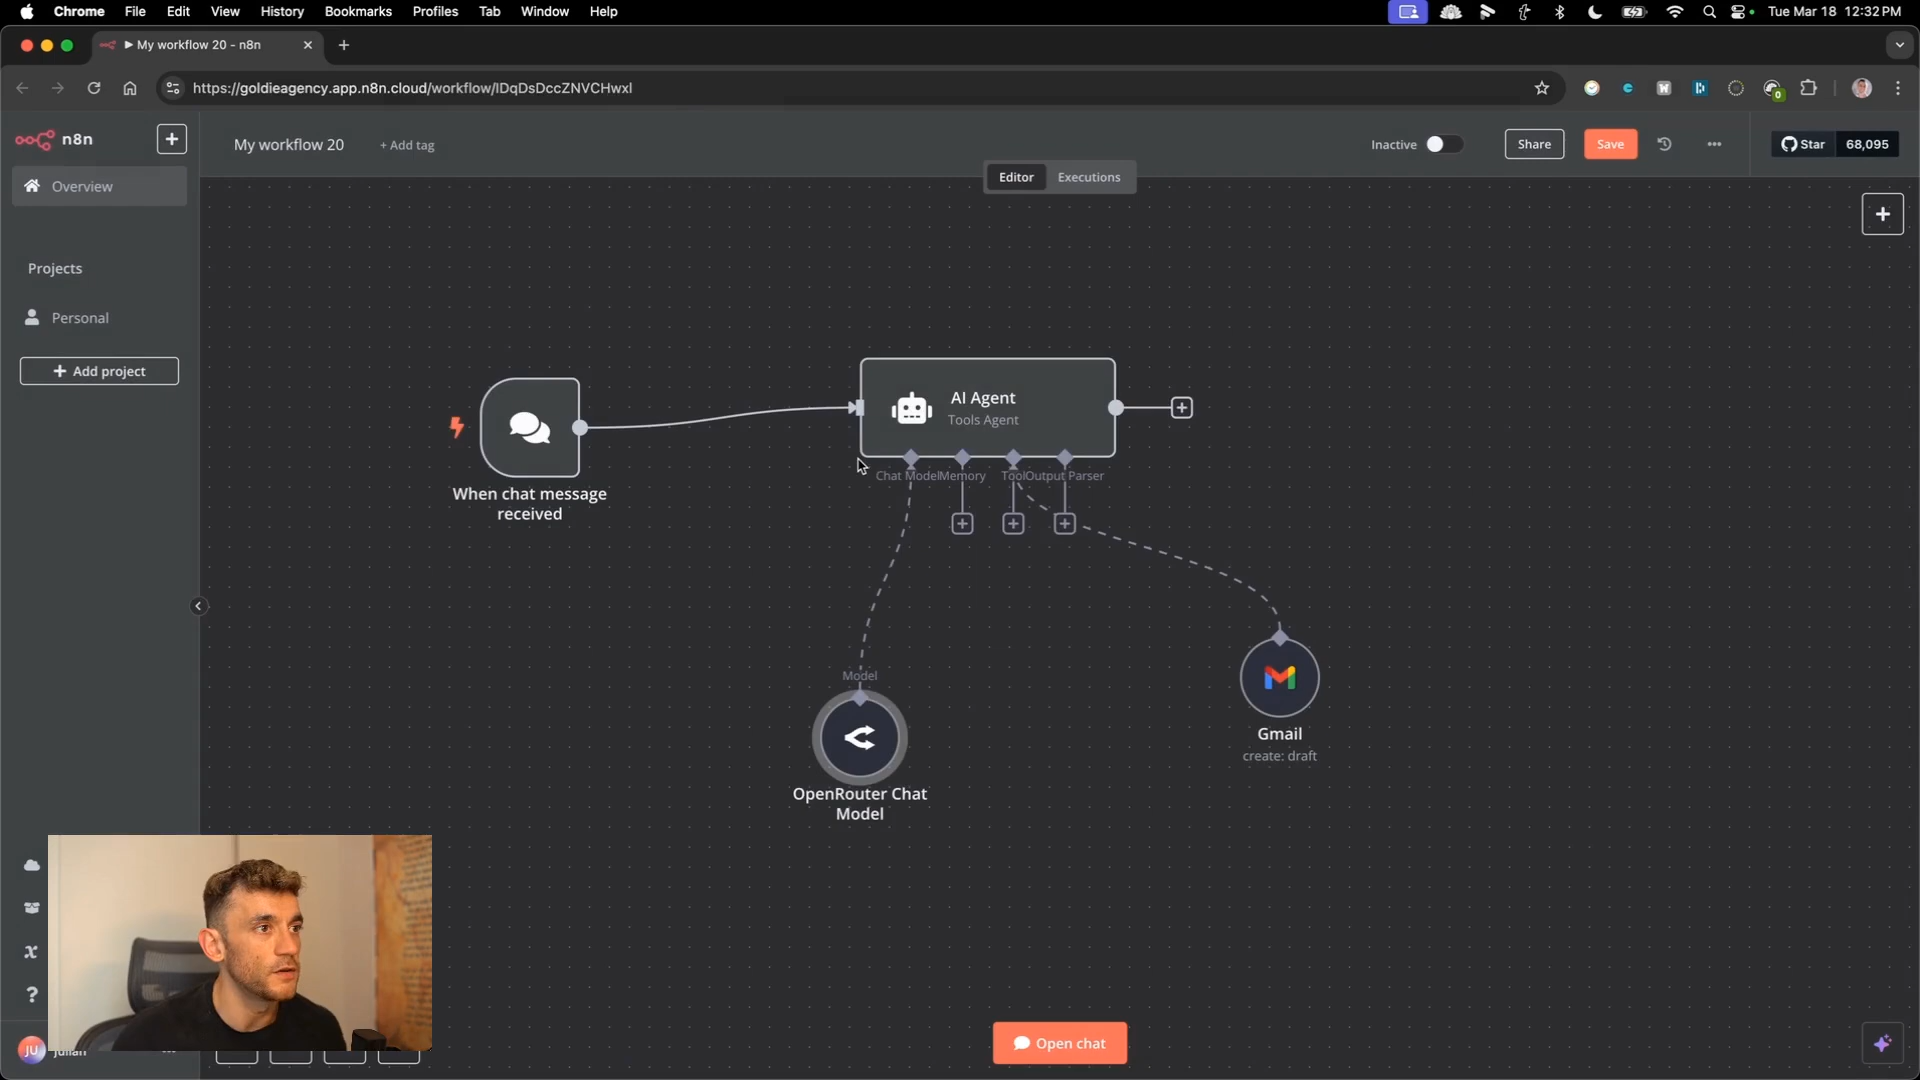 Chrome File Edit View History Bookmarks Profiles Tab Window Help
Tue Mar 18 12:32 PM
My workflow 20 - n8n
https://goldieagency.app.n8n.cloud/workflow/IDqDsDccZNVCHwxI
0
n8n
My workflow 20
+ Add tag
Inactive
Share
Save
Star 68,095
Editor Executions
Overview
Projects
Personal
Add project
AI Agent
Tools Agent
Chat Model Memory Tool Output Parser
When chat message
received
Model
OpenRouter Chat
Model
Gmail
create: draft
JU
Open chat